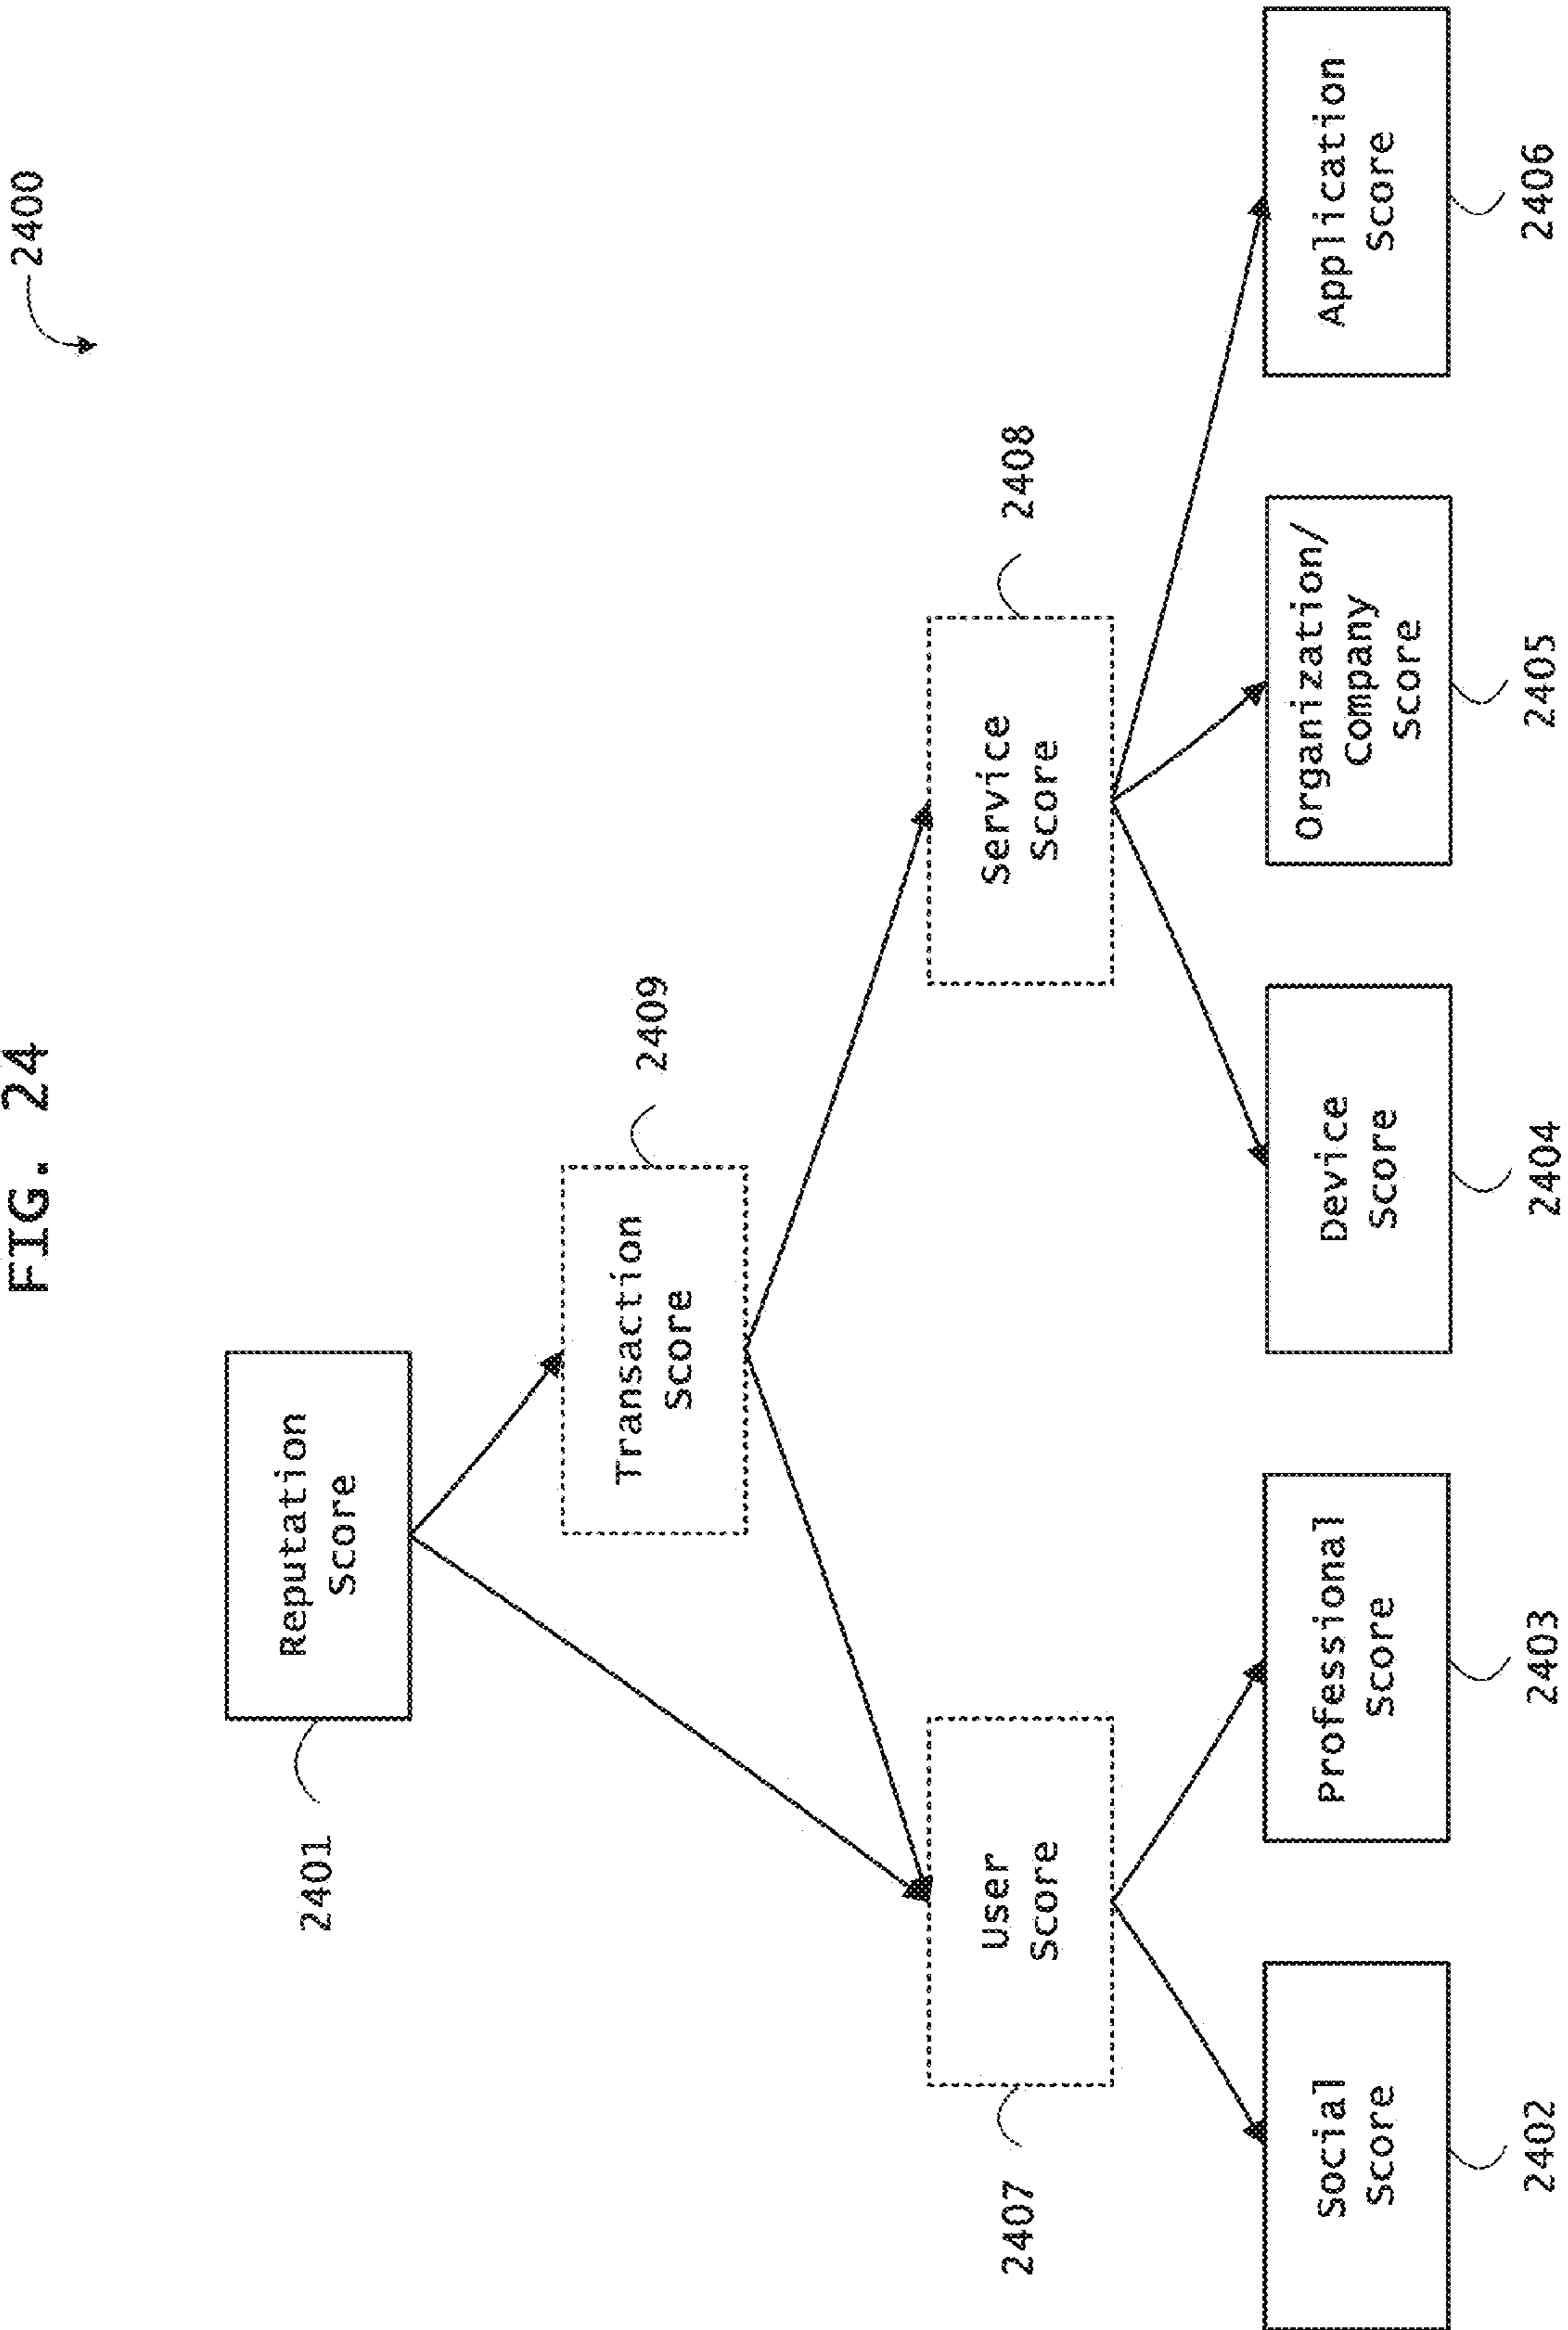 FIG. 24
2400
Reputation
Score
2401
Transaction
Score
2409
User
Score
2407
Service
Score
2408
Social
Score
2402
Professional
Score
2403
Device
Score
2404
Organization/
Company
Score
2405
Application
Score
2406